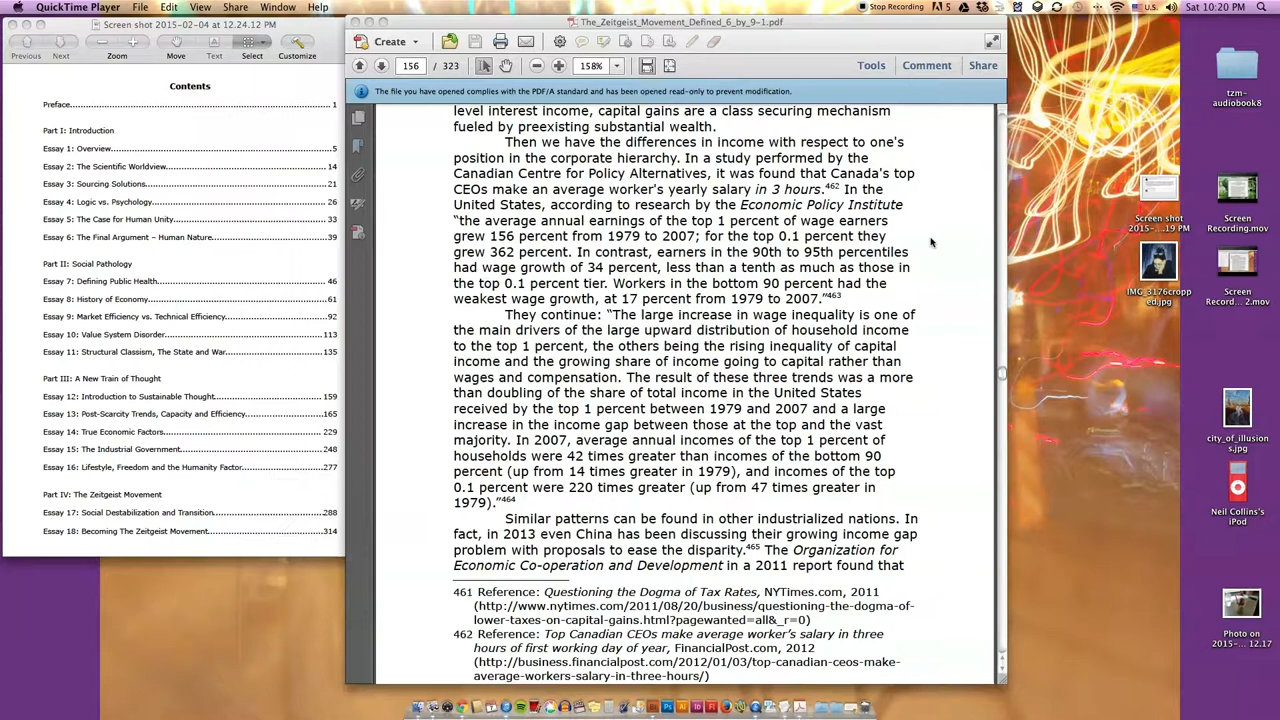 QuickTime Player File Edit View Share Window Help
Stop Recording
U.S. Sat 10:20 PM
Screen shot 2015-02-04 at 12.24.12 PM
Previous Next Zoom Move Text Select Customize
Contents
Preface 1
Part I: Introduction
Essay 1: Overview 5
Essay 2: The Scientific Worldview 14
Essay 3: Sourcing Solutions 21
Essay 4: Logic vs. Psychology 26
Essay 5: The Case for Human Unity 33
Essay 6: The Final Argument – Human Nature 39
Part II: Social Pathology
Essay 7: Defining Public Health 46
Essay 8: History of Economy 61
Essay 9: Market Efficiency vs. Technical Efficiency 92
Essay 10: Value System Disorder 113
Essay 11: Structural Classism, The State and War 135
Part III: A New Train of Thought
Essay 12: Introduction to Sustainable Thought 159
Essay 13: Post-Scarcity Trends, Capacity and Efficiency 165
Essay 14: True Economic Factors 229
Essay 15: The Industrial Government 248
Essay 16: Lifestyle, Freedom and the Humanity Factor 277
Part IV: The Zeitgeist Movement
Essay 17: Social Destabilization and Transition 288
Essay 18: Becoming The Zeitgeist Movement 314
The_Zeitgeist_Movement_Defined_6_by_9-1.pdf
Create
156 / 323 158% Tools Comment Share
The file you have opened complies with the PDF/A standard and has been opened read-only to prevent modification.
level interest income, capital gains are a class securing mechanism
fueled by preexisting substantial wealth.
Then we have the differences in income with respect to one's
position in the corporate hierarchy. In a study performed by the
Canadian Centre for Policy Alternatives, it was found that Canada's top
CEOs make an average worker's yearly salary in 3 hours.462 In the
United States, according to research by the Economic Policy Institute
“the average annual earnings of the top 1 percent of wage earners
grew 156 percent from 1979 to 2007; for the top 0.1 percent they
grew 362 percent. In contrast, earners in the 90th to 95th percentiles
had wage growth of 34 percent, less than a tenth as much as those in
the top 0.1 percent tier. Workers in the bottom 90 percent had the
weakest wage growth, at 17 percent from 1979 to 2007.”463
They continue: “The large increase in wage inequality is one of
the main drivers of the large upward distribution of household income
to the top 1 percent, the others being the rising inequality of capital
income and the growing share of income going to capital rather than
wages and compensation. The result of these three trends was a more
than doubling of the share of total income in the United States
received by the top 1 percent between 1979 and 2007 and a large
increase in the income gap between those at the top and the vast
majority. In 2007, average annual incomes of the top 1 percent of
households were 42 times greater than incomes of the bottom 90
percent (up from 14 times greater in 1979), and incomes of the top
0.1 percent were 220 times greater (up from 47 times greater in
1979).”464
Similar patterns can be found in other industrialized nations. In
fact, in 2013 even China has been discussing their growing income gap
problem with proposals to ease the disparity.465 The Organization for
Economic Co-operation and Development in a 2011 report found that
461 Reference: Questioning the Dogma of Tax Rates, NYTimes.com, 2011
(http://www.nytimes.com/2011/08/20/business/questioning-the-dogma-of-
lower-taxes-on-capital-gains.html?pagewanted=all&_r=0)
462 Reference: Top Canadian CEOs make average worker’s salary in three
hours of first working day of year, FinancialPost.com, 2012
(http://business.financialpost.com/2012/01/03/top-canadian-ceos-make-
average-workers-salary-in-three-hours/)
tzm-
audiobook8
Screen shot
2015-...19 PM
Screen
Recording.mov
IMG_3176cropp
ed.jpg
Screen
Record... 2.mov
city_of_illusion
s.jpg
Neil Collins's
iPod
Photo on
2015-... 12.17